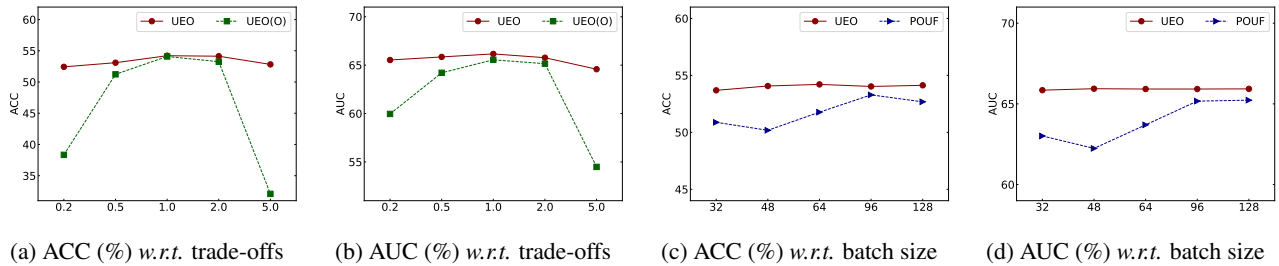 60
55
50
45
40
35
ACC
UEO
UEO(O)
0.2 0.5 1.0 2.0 5.0
(a) ACC (%) w.r.t. trade-offs
70
65
60
55
AUC
UEO
UEO(O)
0.2 0.5 1.0 2.0 5.0
(b) AUC (%) w.r.t. trade-offs
60
55
50
45
ACC
UEO
POUF
32 48 64 96 128
(c) ACC (%) w.r.t. batch size
70
65
60
AUC
UEO
POUF
32 48 64 96 128
(d) AUC (%) w.r.t. batch size